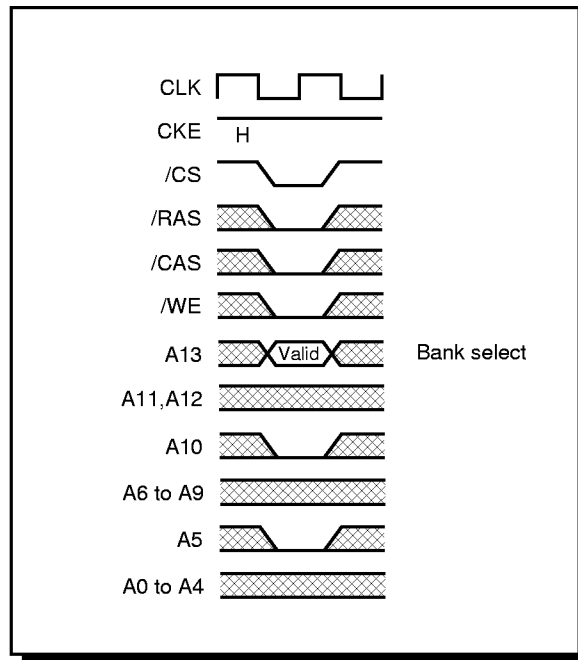 CLK
CKE H
/CS
/RAS
/CAS
/WE
A13 Valid Bank select
A11,A12
A10
A6 to A9
A5
A0 to A4